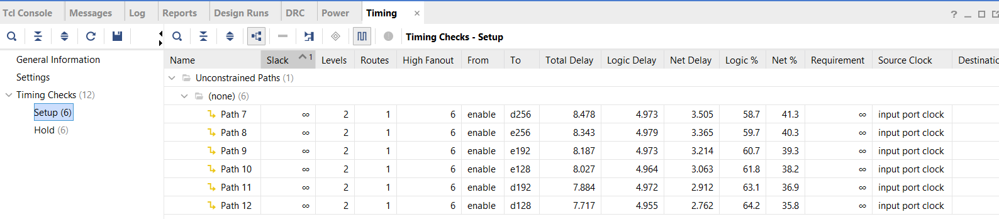 Tcl Console Messages Log Reports Design Runs DRC Power Timing ×
?
Timing Checks - Setup
General Information
Settings
Timing Checks (12)
Setup (6)
Hold (6)
Name Slack 1 Levels Routes High Fanout From To Total Delay Logic Delay Net Delay Logic % Net % Requirement Source Clock Destinatio
Unconstrained Paths (1)
(none) (6)
Path 7 ∞ 2 1 6 enable d256 8.478 4.973 3.505 58.7 41.3 ∞ input port clock
Path 8 ∞ 2 1 6 enable e256 8.343 4.979 3.365 59.7 40.3 ∞ input port clock
Path 9 ∞ 2 1 6 enable e192 8.187 4.973 3.214 60.7 39.3 ∞ input port clock
Path 10 ∞ 2 1 6 enable e128 8.027 4.964 3.063 61.8 38.2 ∞ input port clock
Path 11 ∞ 2 1 6 enable d192 7.884 4.972 2.912 63.1 36.9 ∞ input port clock
Path 12 ∞ 2 1 6 enable d128 7.717 4.955 2.762 64.2 35.8 ∞ input port clock